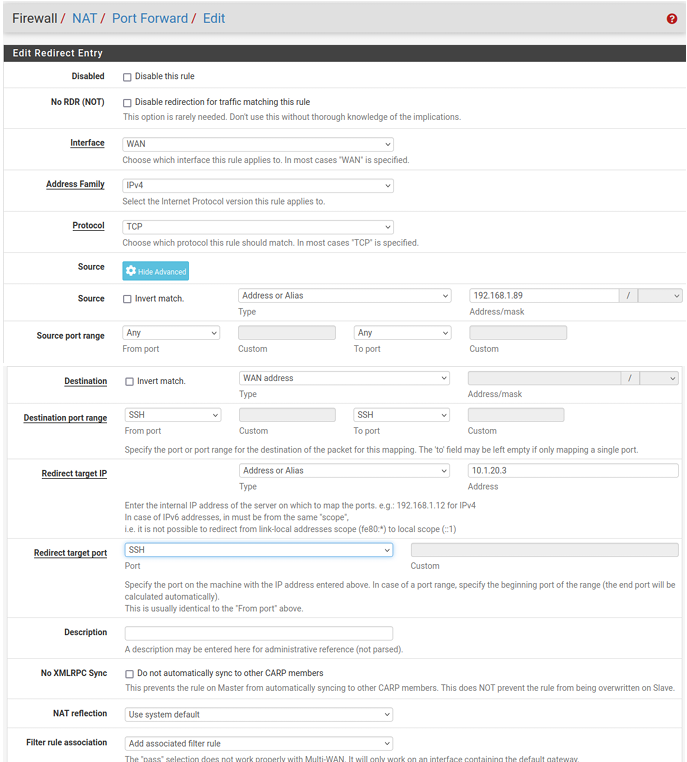 Firewall / NAT / Port Forward / Edit
?
Edit Redirect Entry
Disabled Disable this rule
No RDR (NOT) Disable redirection for traffic matching this rule
This option is rarely needed. Don't use this without thorough knowledge of the implications.
Interface WAN
Choose which interface this rule applies to. In most cases "WAN" is specified.
Address Family IPv4
Select the Internet Protocol version this rule applies to.
Protocol TCP
Choose which protocol this rule should match. In most cases "TCP" is specified.
Source Hide Advanced
Source Invert match. Address or Alias 192.168.1.89 /
Type Address/mask
Source port range Any Any
From port Custom To port Custom
Destination Invert match. WAN address /
Type Address/mask
Destination port range SSH SSH
From port Custom To port Custom
Specify the port or port range for the destination of the packet for this mapping. The 'to' field may be left empty if only mapping a single port.
Redirect target IP Address or Alias 10.1.20.3
Type Address
Enter the internal IP address of the server on which to map the ports. e.g.: 192.168.1.12 for IPv4
In case of IPv6 addresses, in must be from the same "scope",
i.e. it is not possible to redirect from link-local addresses scope (fe80:*) to local scope (::1)
Redirect target port SSH
Port Custom
Specify the port on the machine with the IP address entered above. In case of a port range, specify the beginning port of the range (the end port will be
calculated automatically).
This is usually identical to the "From port" above.
Description
A description may be entered here for administrative reference (not parsed).
No XMLRPC Sync Do not automatically sync to other CARP members
This prevents the rule on Master from automatically syncing to other CARP members. This does NOT prevent the rule from being overwritten on Slave.
NAT reflection Use system default
Filter rule association Add associated filter rule
The "pass" selection does not work properly with Multi-WAN. It will only work on an interface containing the default gateway.